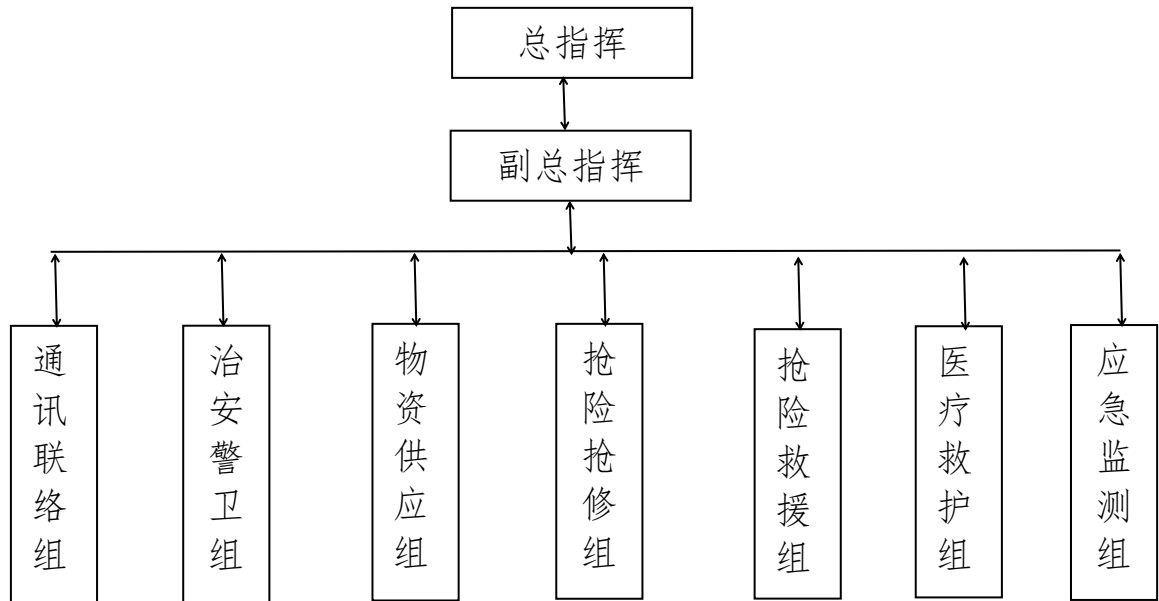 总指挥
副总指挥
通讯联络组
治安警卫组
物资供应组
抢险抢修组
抢险救援组
医疗救护组
应急监测组